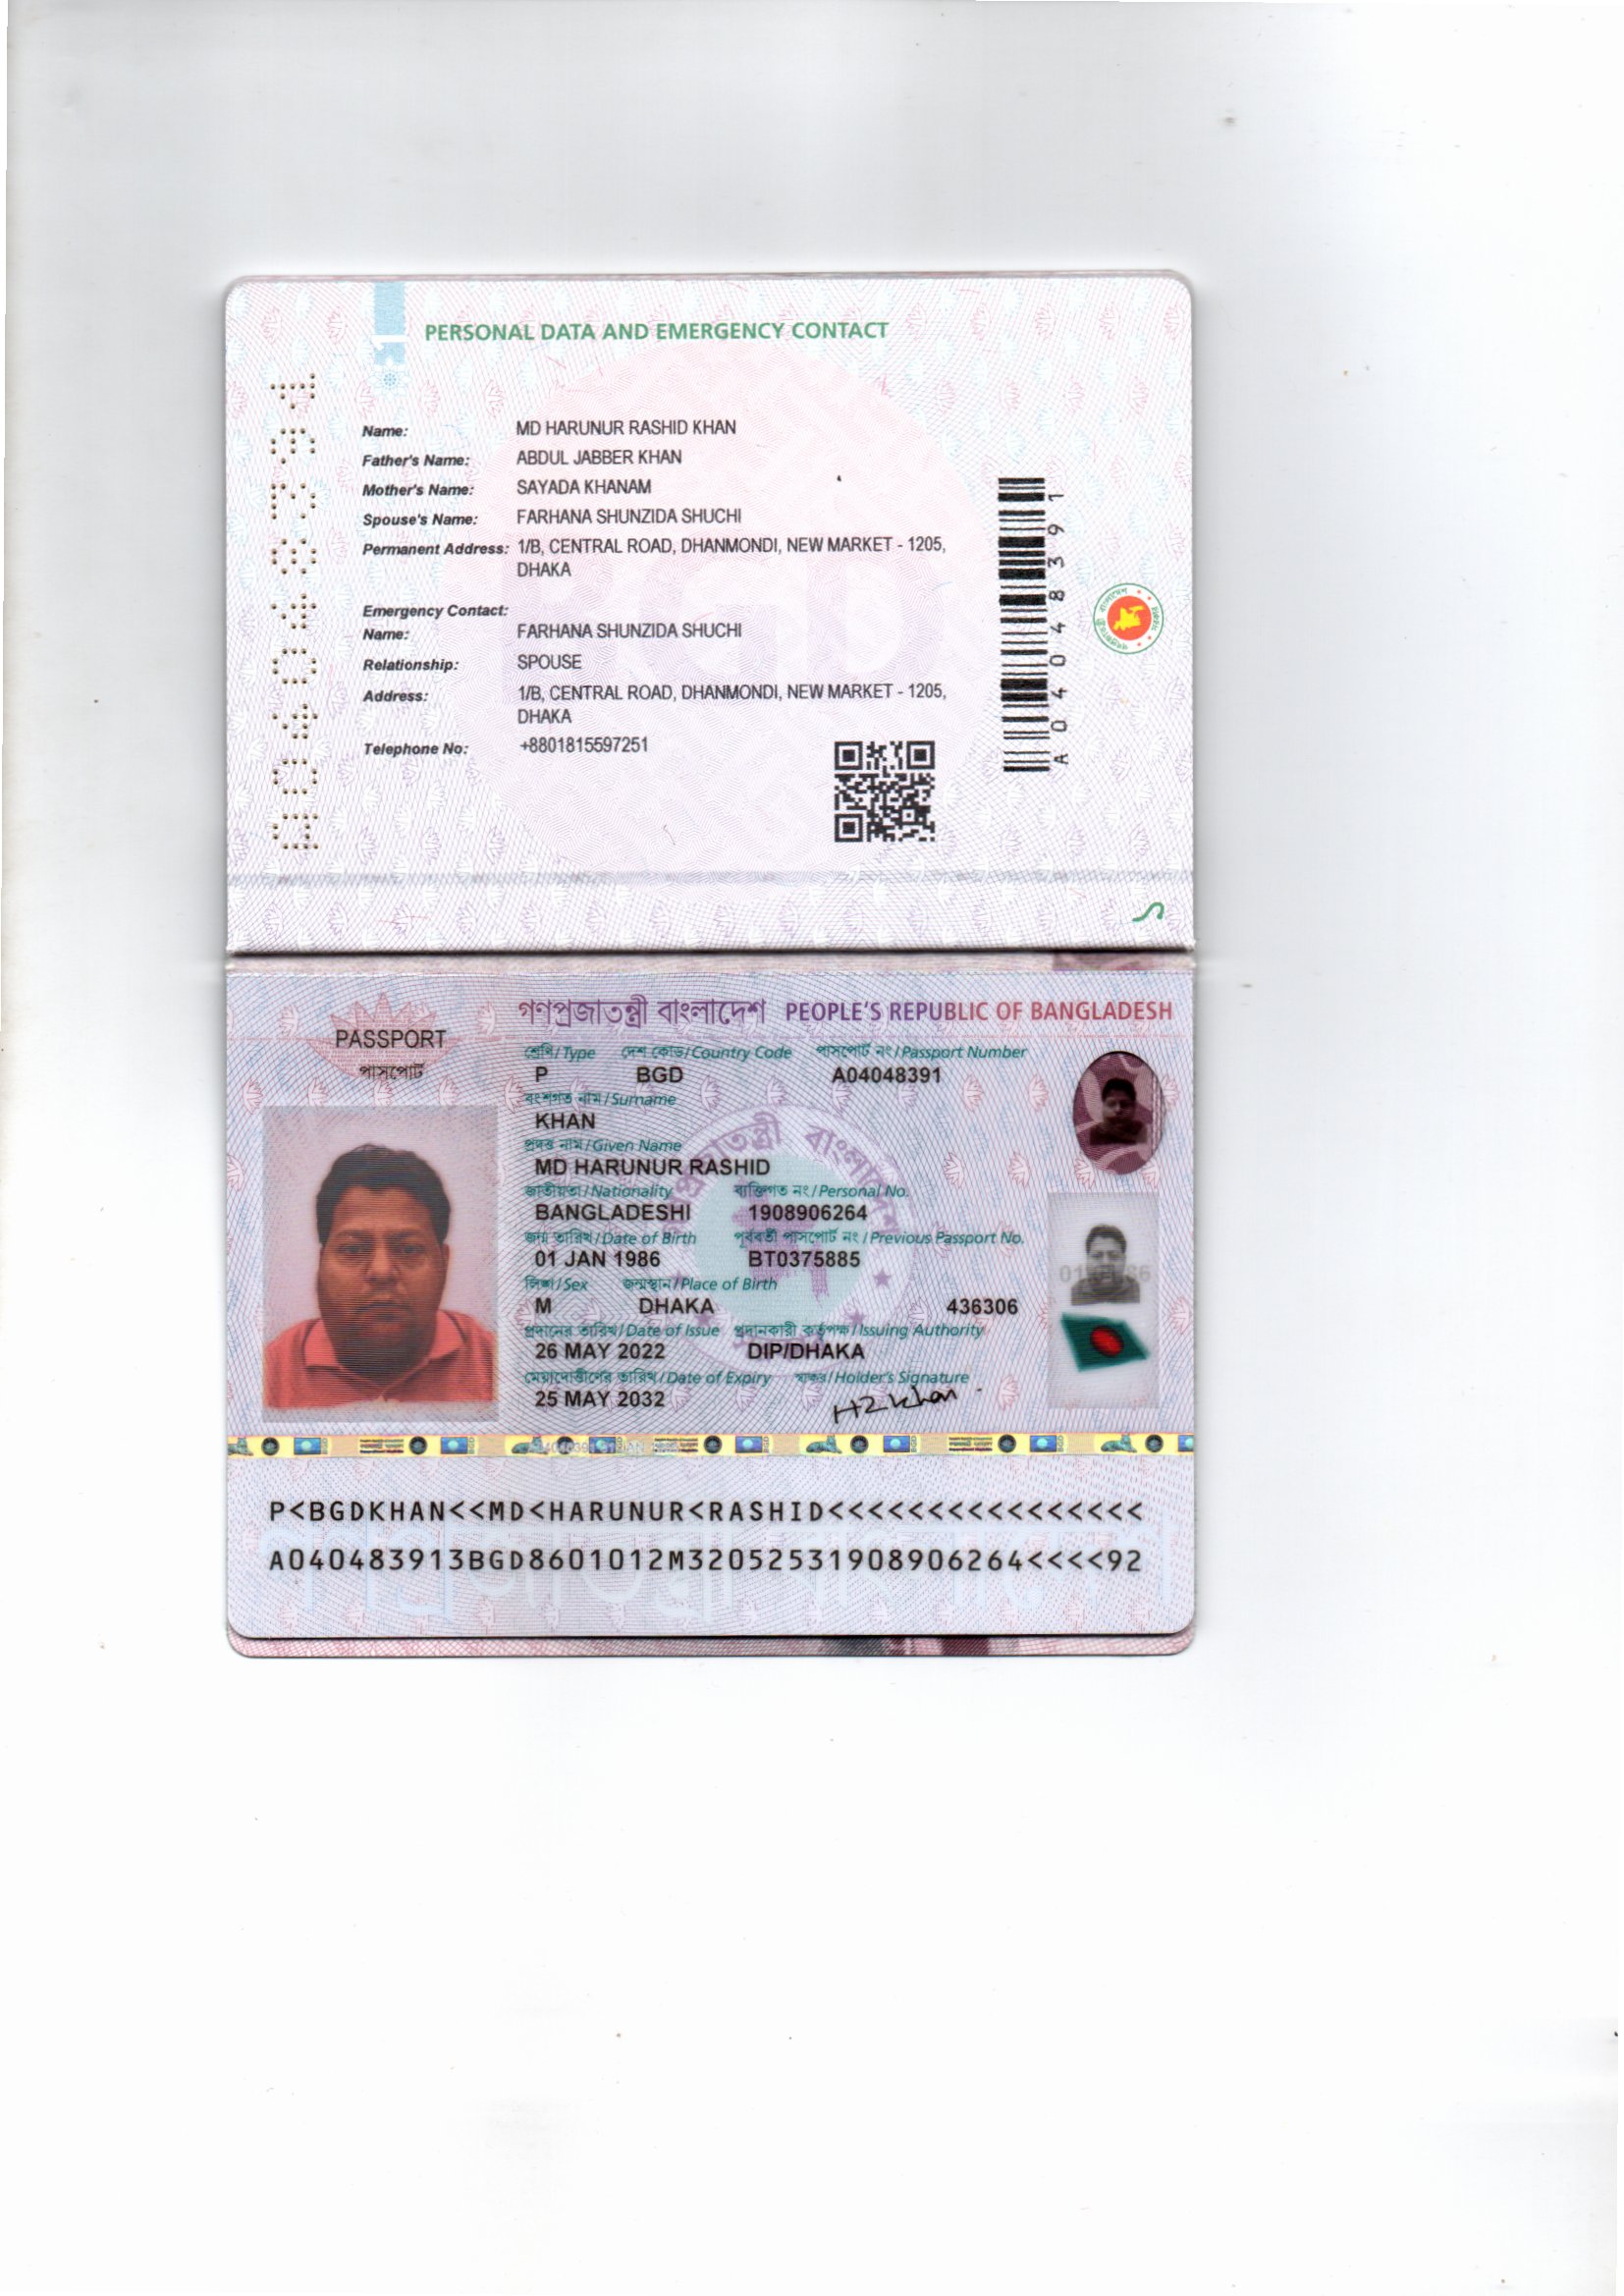 PERSONAL DATA AND EMERGENCY CONTACT
Name: MD HARUNUR RASHID KHAN
Father's Name: ABDUL JABBER KHAN
Mother's Name: SAYADA KHANAM
Spouse's Name: FARHANA SHUNZIDA SHUCHI
Permanent Address: 1/B, CENTRAL ROAD, DHANMONDI, NEW MARKET - 1205,
DHAKA
Emergency Contact:
Name: FARHANA SHUNZIDA SHUCHI
Relationship: SPOUSE
Address: 1/B, CENTRAL ROAD, DHANMONDI, NEW MARKET - 1205,
DHAKA
Telephone No: +8801815597251
A04048391
A04048391
১
গণপ্রজাতন্ত্রী বাংলাদেশ PEOPLE'S REPUBLIC OF BANGLADESH
PASSPORT
পাসপোর্ট
শ্রেণি/Type দেশ কোড/Country Code পাসপোর্ট নং/Passport Number
P BGD A04048391
বংশগত নাম/Surname
KHAN
প্রদত্ত নাম/Given Name
MD HARUNUR RASHID
জাতীয়তা/Nationality ব্যক্তিগত নং/Personal No.
BANGLADESHI 1908906264
জন্ম তারিখ/Date of Birth পূর্ববর্তী পাসপোর্ট নং/Previous Passport No.
01 JAN 1986 BT0375885
লিঙ্গ/Sex জন্মস্থান/Place of Birth
M DHAKA 436306
প্রদানের তারিখ/Date of Issue প্রদানকারী কর্তৃপক্ষ/Issuing Authority
26 MAY 2022 DIP/DHAKA
মেয়াদোত্তীর্ণের তারিখ/Date of Expiry স্বাক্ষর/Holder's Signature
25 MAY 2032 HRKhan
P<BGDKHAN<<MD<HARUNUR<RASHID<<<<<<<<<<<<<<<<
A040483913BGD8601012M32052531908906264<<<<92